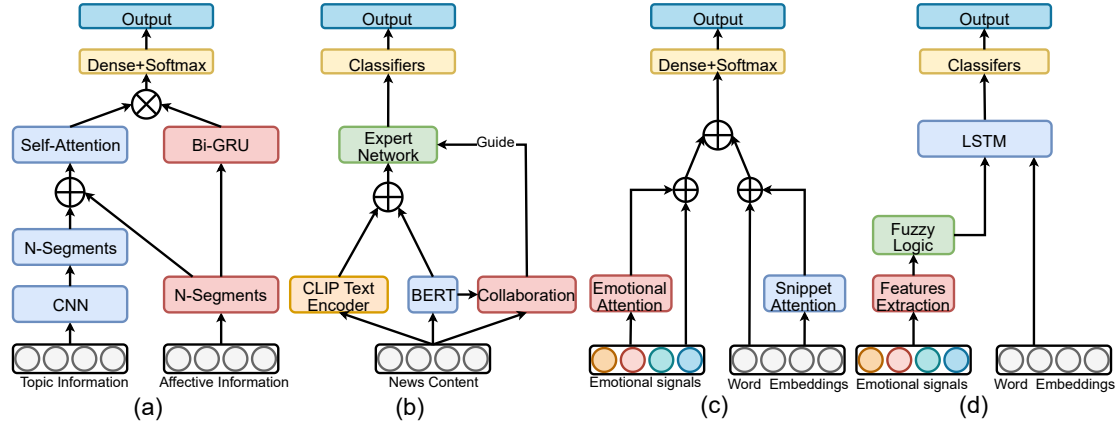 Output
Dense+Softmax
Self-Attention
Bi-GRU
N-Segments
CNN
N-Segments
Topic Information
Affective Information
(a)
Output
Classifiers
Expert
Network
Guide
CLIP Text
Encoder
BERT
Collaboration
News Content
(b)
Output
Dense+Softmax
Emotional
Attention
Snippet
Attention
Emotional signals
Word Embeddings
(c)
Output
Classifers
LSTM
Fuzzy
Logic
Features
Extraction
Emotional signals
Word Embeddings
(d)